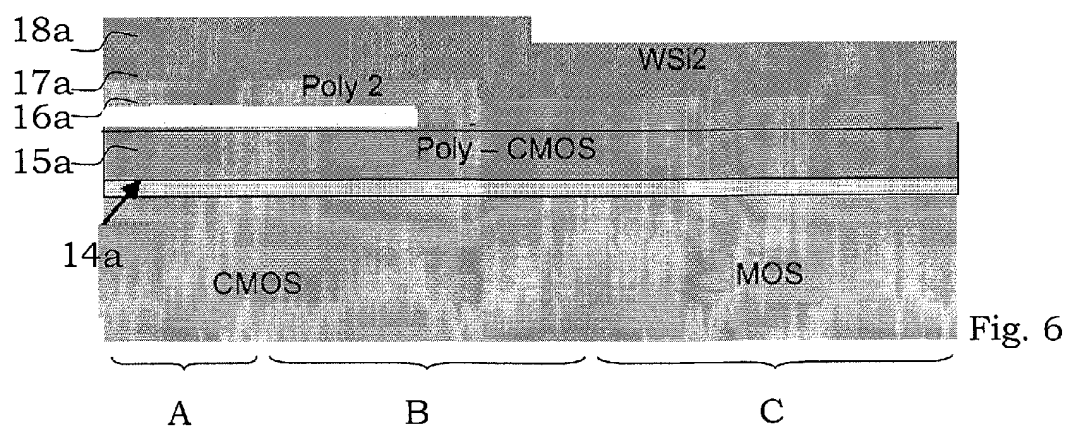 18a
WSi2
17a
Poly 2
16a
Poly – CMOS
15a
14a
CMOS
MOS
Fig. 6
A
B
C